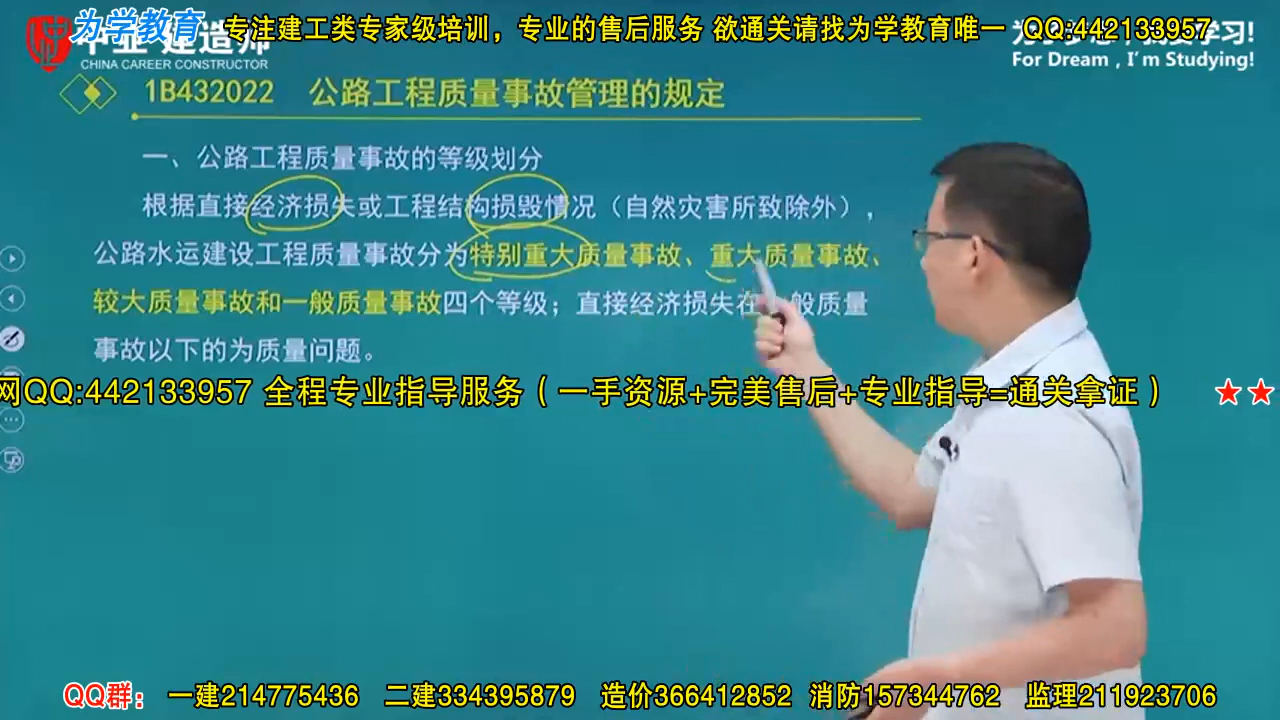 为学教育 专注建工类专家级培训，专业的售后服务 欲通关请找为学教育唯一 QQ:442133957
建造师
CHINA CAREER CONSTRUCTOR
For Dream , I'm Studying!
1B432022 公路工程质量事故管理的规定
一、公路工程质量事故的等级划分
根据直接经济损失或工程结构损毁情况（自然灾害所致除外），
公路水运建设工程质量事故分为特别重大质量事故、重大质量事故、
较大质量事故和一般质量事故四个等级；直接经济损失在一般质量
事故以下的为质量问题。
网QQ:442133957 全程专业指导服务（一手资源+完美售后+专业指导=通关拿证） ★★
QQ群： 一建214775436 二建334395879 造价366412852 消防157344762 监理211923706